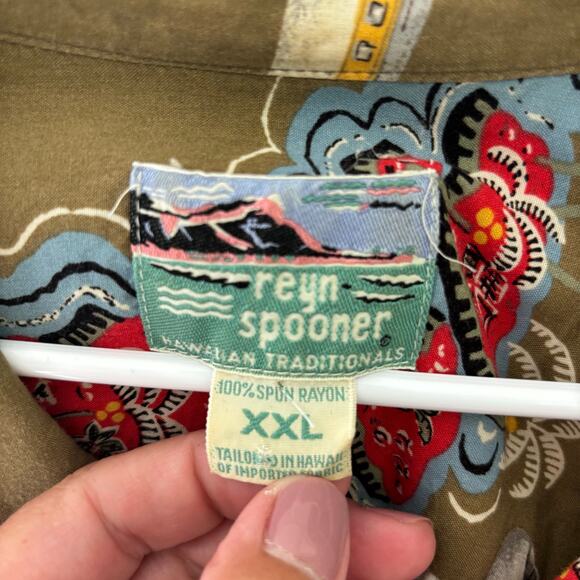 reyn
spooner®
HAWAIIAN TRADITIONALS
100% SPUN RAYON
XXL
TAILORED IN HAWAII
OF IMPORTED FABRIC